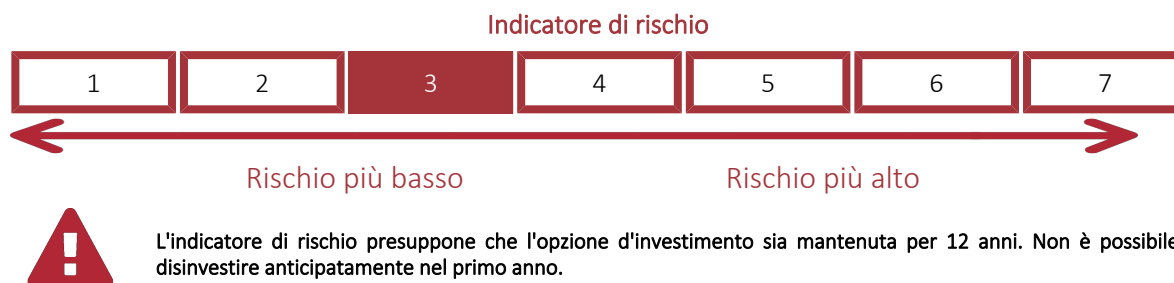 Indicatore di rischio
1 2 3 4 5 6 7
Rischio più basso Rischio più alto
L'indicatore di rischio presuppone che l'opzione d'investimento sia mantenuta per 12 anni. Non è possibile
disinvestire anticipatamente nel primo anno.